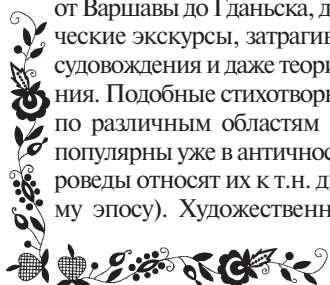 от Варшавы до Гданьска, д
ческие экскурсы, затрагив
судовождения и даже теори
ния. Подобные стихотворн
по различным областям
популярны уже в античнос
роведы относят их к т.н. д
му эпосу). Художественн